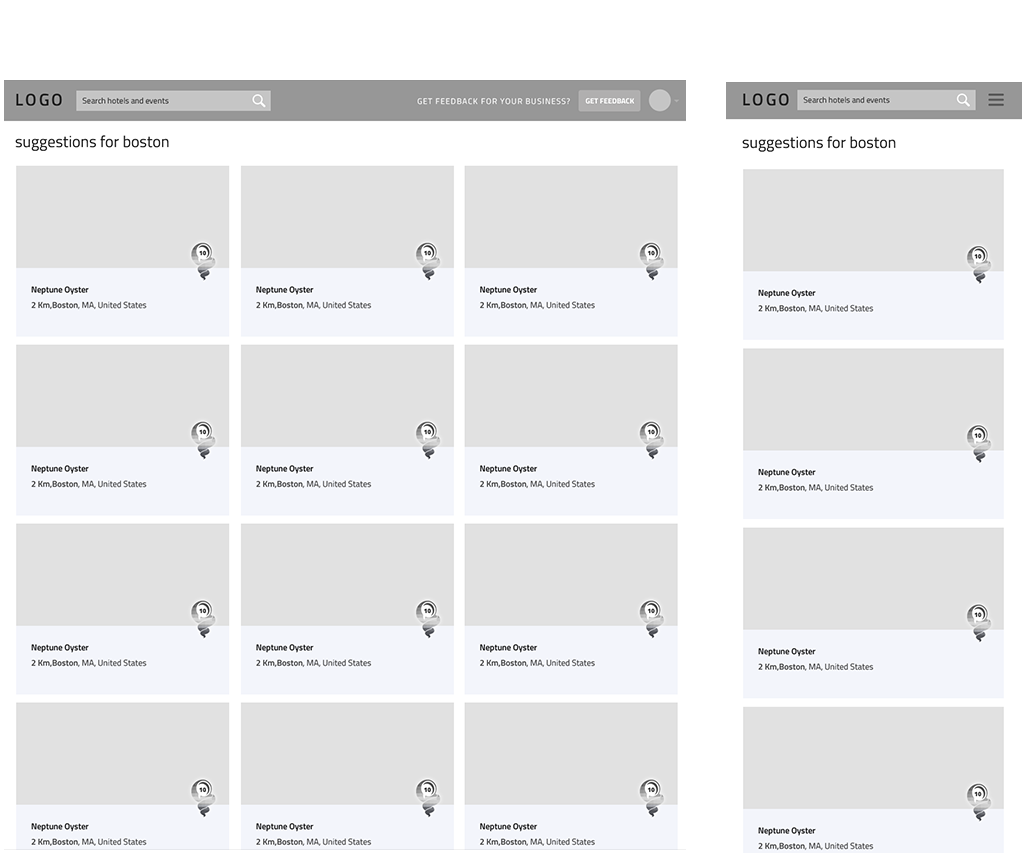 LOGO Search hotels and events GET FEEDBACK FOR YOUR BUSINESS? GET FEEDBACK
suggestions for boston
10 10 10
Neptune Oyster Neptune Oyster Neptune Oyster
2 Km,Boston, MA, United States 2 Km,Boston, MA, United States 2 Km,Boston, MA, United States
10 10 10
Neptune Oyster Neptune Oyster Neptune Oyster
2 Km,Boston, MA, United States 2 Km,Boston, MA, United States 2 Km,Boston, MA, United States
10 10 10
Neptune Oyster Neptune Oyster Neptune Oyster
2 Km,Boston, MA, United States 2 Km,Boston, MA, United States 2 Km,Boston, MA, United States
10 10 10
Neptune Oyster Neptune Oyster Neptune Oyster
2 Km,Boston, MA, United States 2 Km,Boston, MA, United States 2 Km,Boston, MA, United States
LOGO Search hotels and events
suggestions for boston
10
Neptune Oyster
2 Km,Boston, MA, United States
10
Neptune Oyster
2 Km,Boston, MA, United States
10
Neptune Oyster
2 Km,Boston, MA, United States
10
Neptune Oyster
2 Km,Boston, MA, United States